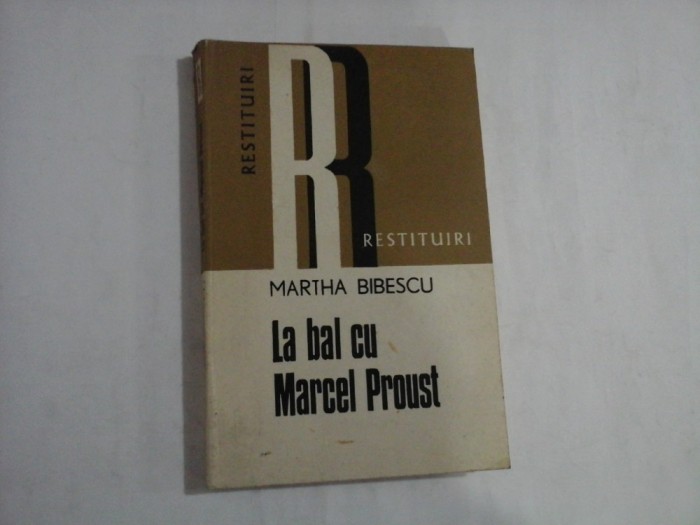 RESTITUIRI
R R
RESTITUIRI
MARTHA BIBESCU
La bal cu
Marcel Proust